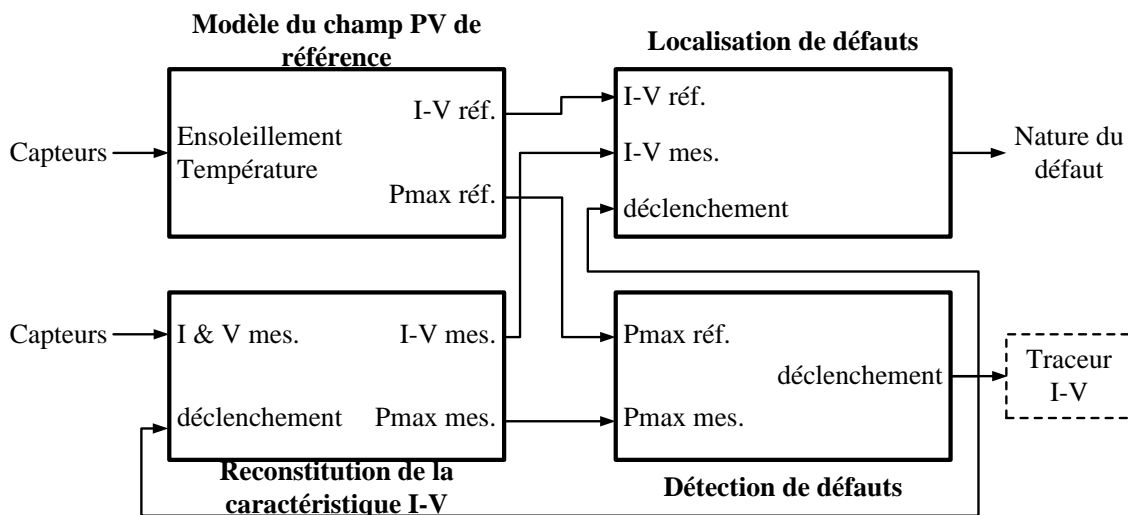 Modèle du champ PV de
référence
Localisation de défauts
Capteurs
Ensoleillement
Température
I-V réf.
Pmax réf.
I-V réf.
I-V mes.
déclenchement
Nature du
défaut
Capteurs
I & V mes.
déclenchement
I-V mes.
Pmax mes.
Pmax réf.
Pmax mes.
déclenchement
Traceur
I-V
Reconstitution de la
caractéristique I-V
Détection de défauts